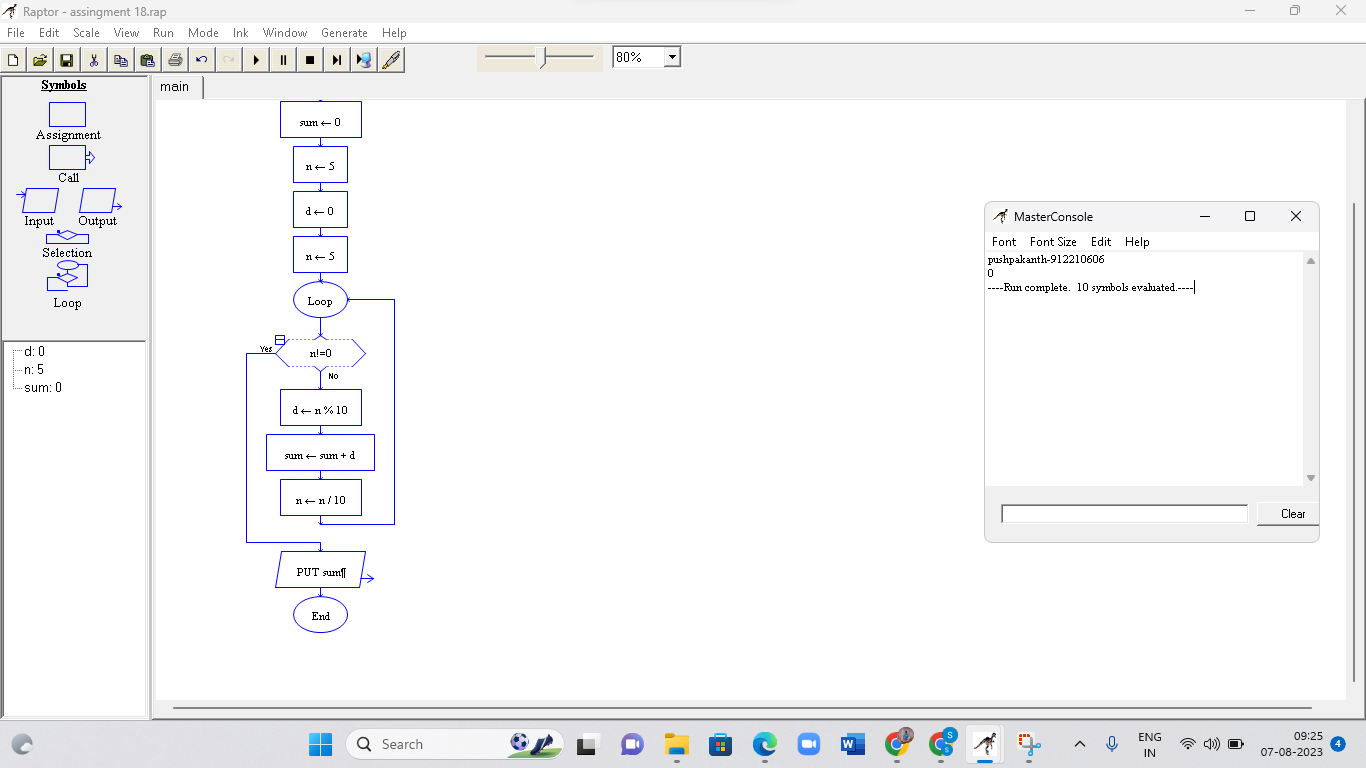 Raptor - assingment 18.rap
File Edit Scale View Run Mode Ink Window Generate Help
80%
Symbols
Assignment
Call
Input Output
Selection
Loop
d: 0
n: 5
sum: 0
main
sum ← 0
n ← 5
d ← 0
n ← 5
Loop
Yes
n!=0
No
d ← n % 10
sum ← sum + d
n ← n / 10
PUT sum¶
End
MasterConsole
Font Font Size Edit Help
pushpakanth-912210606
0
----Run complete. 10 symbols evaluated.----
Clear
Search
S
S
W
ENG
IN
09:25
07-08-2023
4